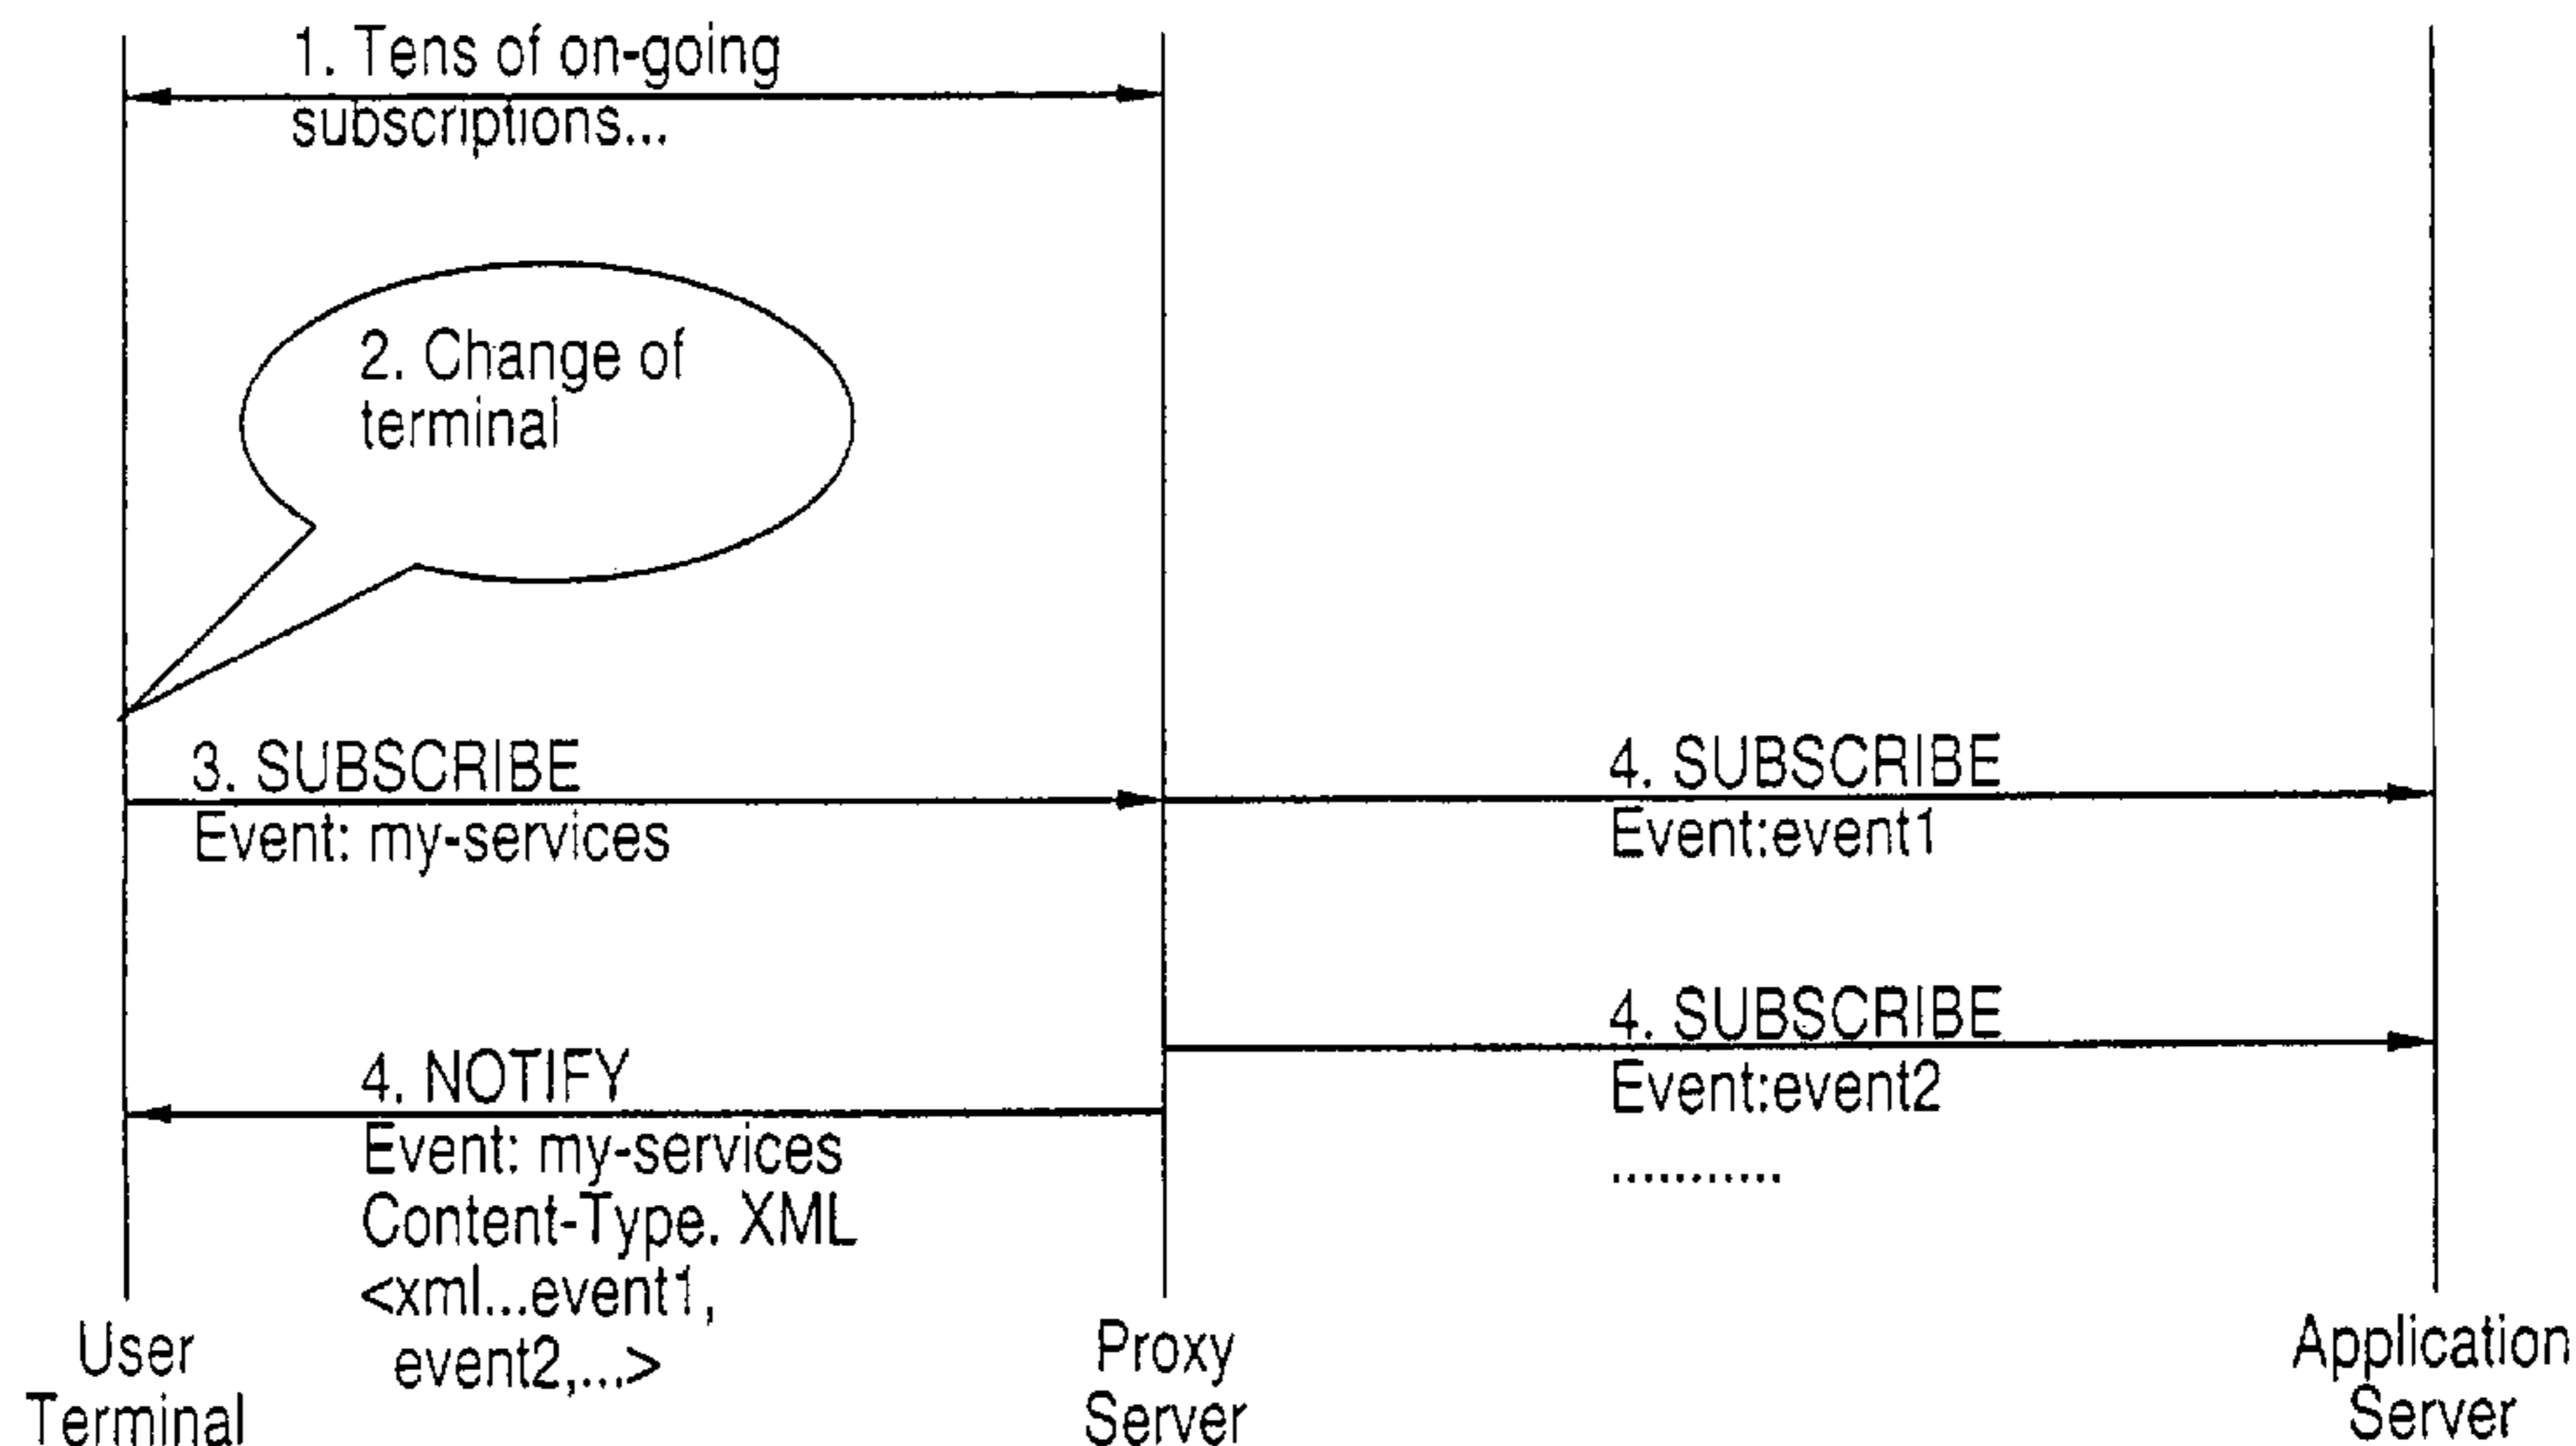 1. Tens of on-going
subscriptions...
2. Change of
terminal
3. SUBSCRIBE
Event: my-services
4. SUBSCRIBE
Event:event1
4. SUBSCRIBE
Event:event2
...........
4. NOTIFY
Event: my-services
Content-Type. XML
<xml...event1,
event2,...>
User
Terminal
Proxy
Server
Application
Server